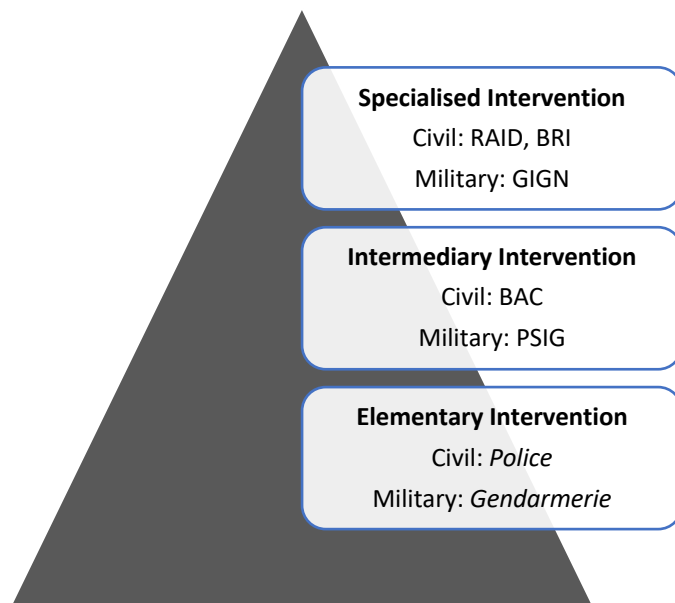 Specialised Intervention
Civil: RAID, BRI
Military: GIGN
Intermediary Intervention
Civil: BAC
Military: PSIG
Elementary Intervention
Civil: Police
Military: Gendarmerie